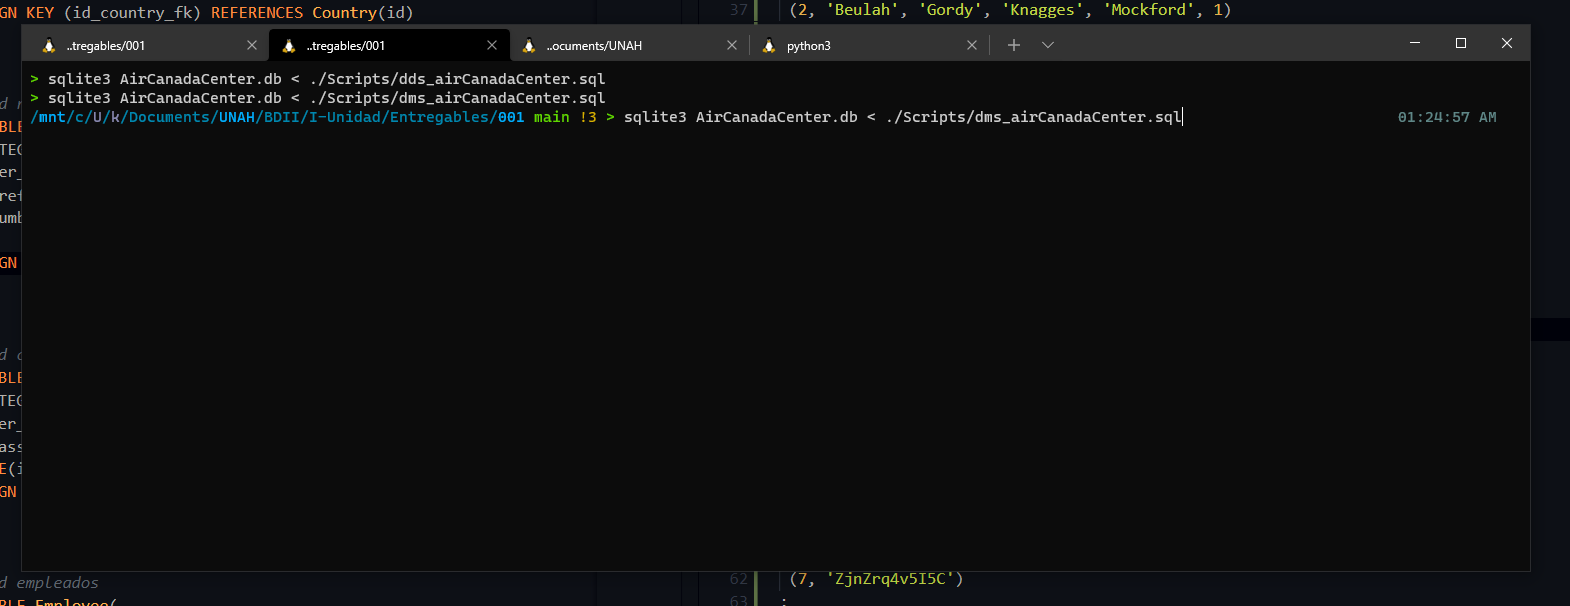 GN KEY (id_country_fk) REFERENCES Country(id)
37 (2, 'Beulah', 'Gordy', 'Knagges', 'Mockford', 1)
..tregables/001
..tregables/001
..ocuments/UNAH
python3
> sqlite3 AirCanadaCenter.db < ./Scripts/dds_airCanadaCenter.sql
> sqlite3 AirCanadaCenter.db < ./Scripts/dms_airCanadaCenter.sql
/mnt/c/U/k/Documents/UNAH/BDII/I-Unidad/Entregables/001 main !3 > sqlite3 AirCanadaCenter.db < ./Scripts/dms_airCanadaCenter.sql 01:24:57 AM
BLE
TEC
er_
ref
umb
GN
BLE
TEC
er_
ass
E(i
GN
62 (7, 'ZjnZrq4v5I5C')
d empleados
63 ;
BLE Employee(